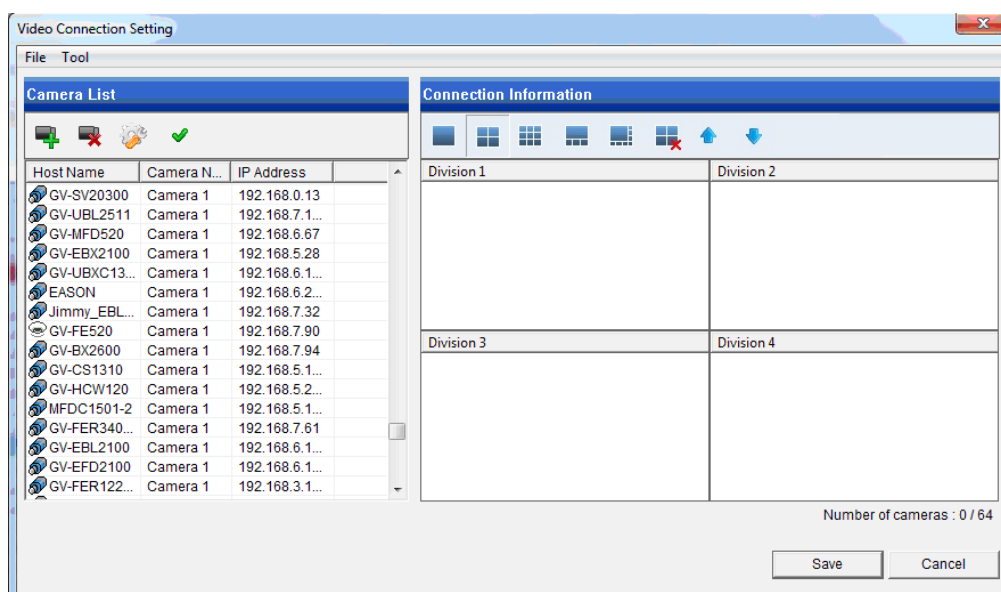 Video Connection Setting
File Tool
Camera List
Connection Information
Host Name Camera N... IP Address
GV-SV20300 Camera 1 192.168.0.13
GV-UBL2511 Camera 1 192.168.7.1...
GV-MFD520 Camera 1 192.168.6.67
GV-EBX2100 Camera 1 192.168.5.28
GV-UBXC13... Camera 1 192.168.6.1...
EASON Camera 1 192.168.6.2...
Jimmy_EBL... Camera 1 192.168.7.32
GV-FE520 Camera 1 192.168.7.90
GV-BX2600 Camera 1 192.168.7.94
GV-CS1310 Camera 1 192.168.5.1...
GV-HCW120 Camera 1 192.168.5.2...
MFDC1501-2 Camera 1 192.168.5.1...
GV-FER340... Camera 1 192.168.7.61
GV-EBL2100 Camera 1 192.168.6.1...
GV-EFD2100 Camera 1 192.168.6.1...
GV-FER122... Camera 1 192.168.3.1...
Division 1 Division 2
Division 3 Division 4
Number of cameras : 0 / 64
Save Cancel